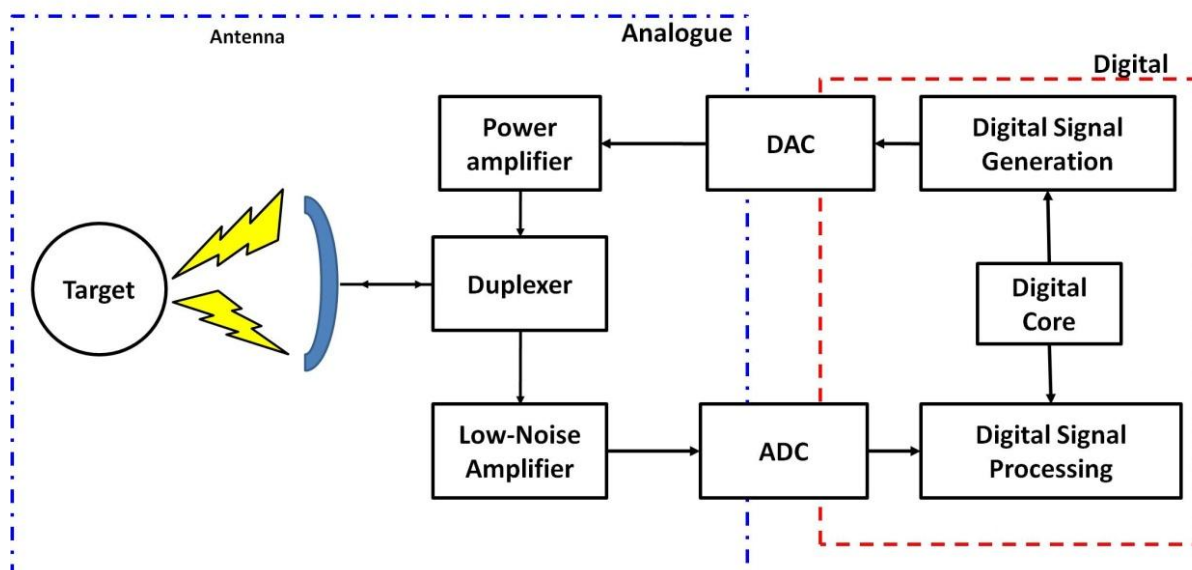 Antenna
Analogue
Digital
Power
amplifier
DAC
Digital Signal
Generation
Target
Duplexer
Digital
Core
Low-Noise
Amplifier
ADC
Digital Signal
Processing